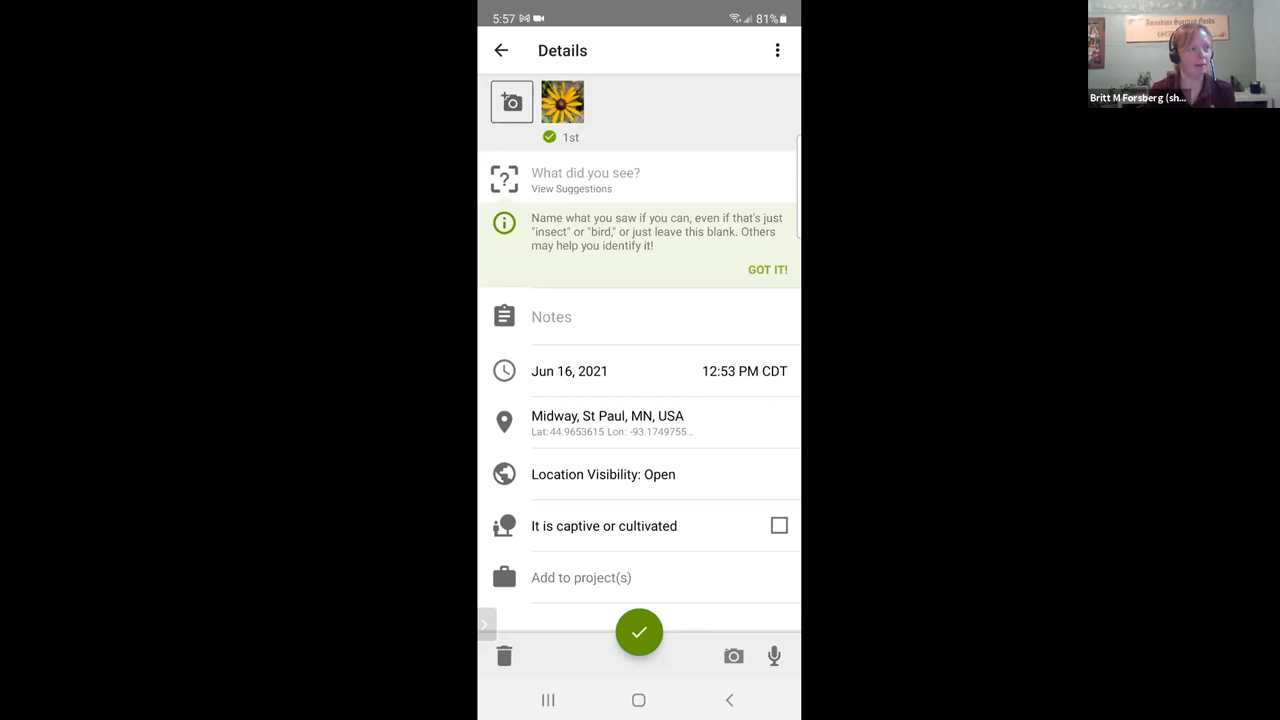 5:57
81%
Details
1st
What did you see?
View Suggestions
Name what you saw if you can, even if that's just
"insect" or "bird," or just leave this blank. Others
may help you identify it!
GOT IT!
Notes
Jun 16, 2021 12:53 PM CDT
Midway, St Paul, MN, USA
Lat: 44.9653615 Lon: -93.1749755...
Location Visibility: Open
It is captive or cultivated
Add to project(s)
Britt M Forsberg (sh...